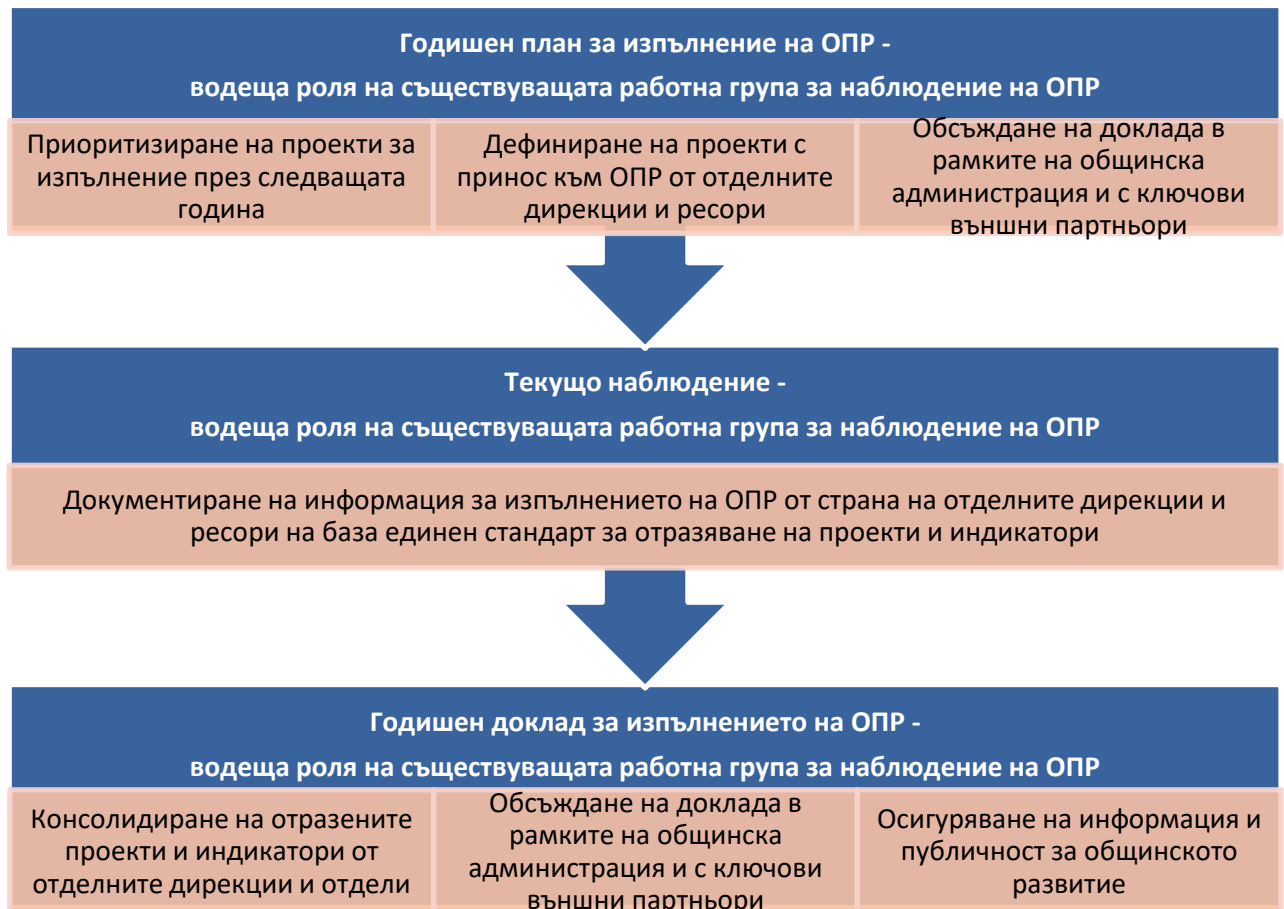 Годишен план за изпълнение на ОПР -
водеща роля на съществуващата работна група за наблюдение на ОПР
Приоритизиране на проекти за
изпълнение през следващата
година
Дефиниране на проекти с
принос към ОПР от отделните
дирекции и ресори
Обсъждане на доклада в
рамките на общинска
администрация и с ключови
външни партньори
Текущо наблюдение -
водеща роля на съществуващата работна група за наблюдение на ОПР
Документиране на информация за изпълнението на ОПР от страна на отделните дирекции и
ресори на база единен стандарт за отразяване на проекти и индикатори
Годишен доклад за изпълнението на ОПР -
водеща роля на съществуващата работна група за наблюдение на ОПР
Консолидиране на отразените
проекти и индикатори от
отделните дирекции и отдели
Обсъждане на доклада в
рамките на общинска
администрация и с ключови
външни партньори
Осигуряване на информация и
публичност за общинското
развитие